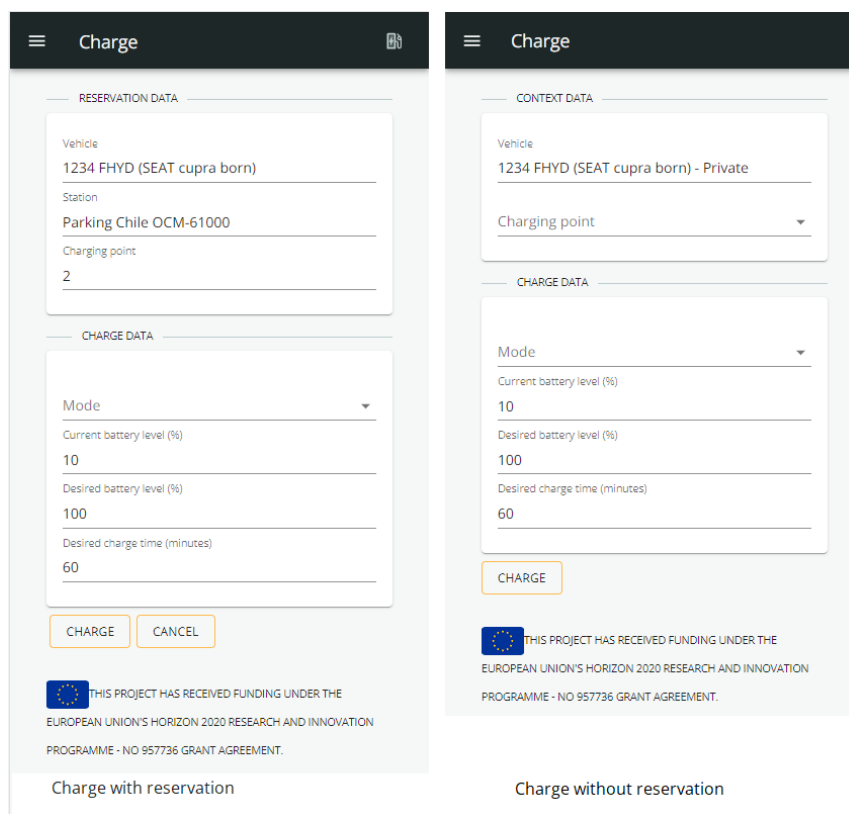 Charge
RESERVATION DATA
Vehicle
1234 FHYD (SEAT cupra born)
Station
Parking Chile OCM-61000
Charging point
2
CHARGE DATA
Mode
Current battery level (%)
10
Desired battery level (%)
100
Desired charge time (minutes)
60
CHARGE CANCEL
THIS PROJECT HAS RECEIVED FUNDING UNDER THE
EUROPEAN UNION'S HORIZON 2020 RESEARCH AND INNOVATION
PROGRAMME - NO 957736 GRANT AGREEMENT.
Charge with reservation
Charge
CONTEXT DATA
Vehicle
1234 FHYD (SEAT cupra born) - Private
Charging point
CHARGE DATA
Mode
Current battery level (%)
10
Desired battery level (%)
100
Desired charge time (minutes)
60
CHARGE
THIS PROJECT HAS RECEIVED FUNDING UNDER THE
EUROPEAN UNION'S HORIZON 2020 RESEARCH AND INNOVATION
PROGRAMME - NO 957736 GRANT AGREEMENT.
Charge without reservation